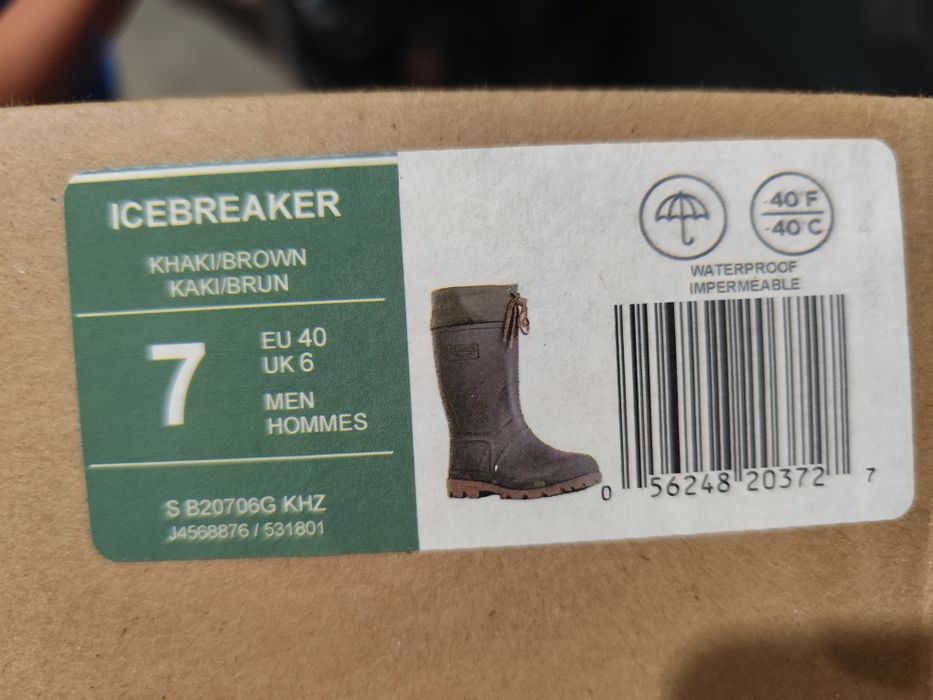 ICEBREAKER
KHAKI/BROWN
KAKI/BRUN
7
EU 40
UK 6
MEN
HOMMES
S B20706G KHZ
J4568876 / 531801
-40°F
-40°C
WATERPROOF
IMPERMÉABLE
0 56248 20372 7